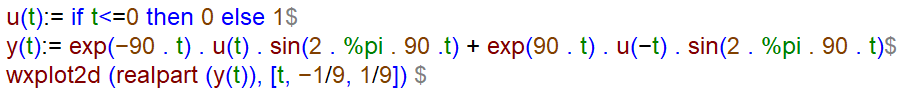 u(t):= if t<=0 then 0 else 1$
y(t):= exp(−90 . t) . u(t) . sin(2 . %pi . 90 .t) + exp(90 . t) . u(−t) . sin(2 . %pi . 90 . t)$
wxplot2d (realpart (y(t)), [t, −1/9, 1/9]) $